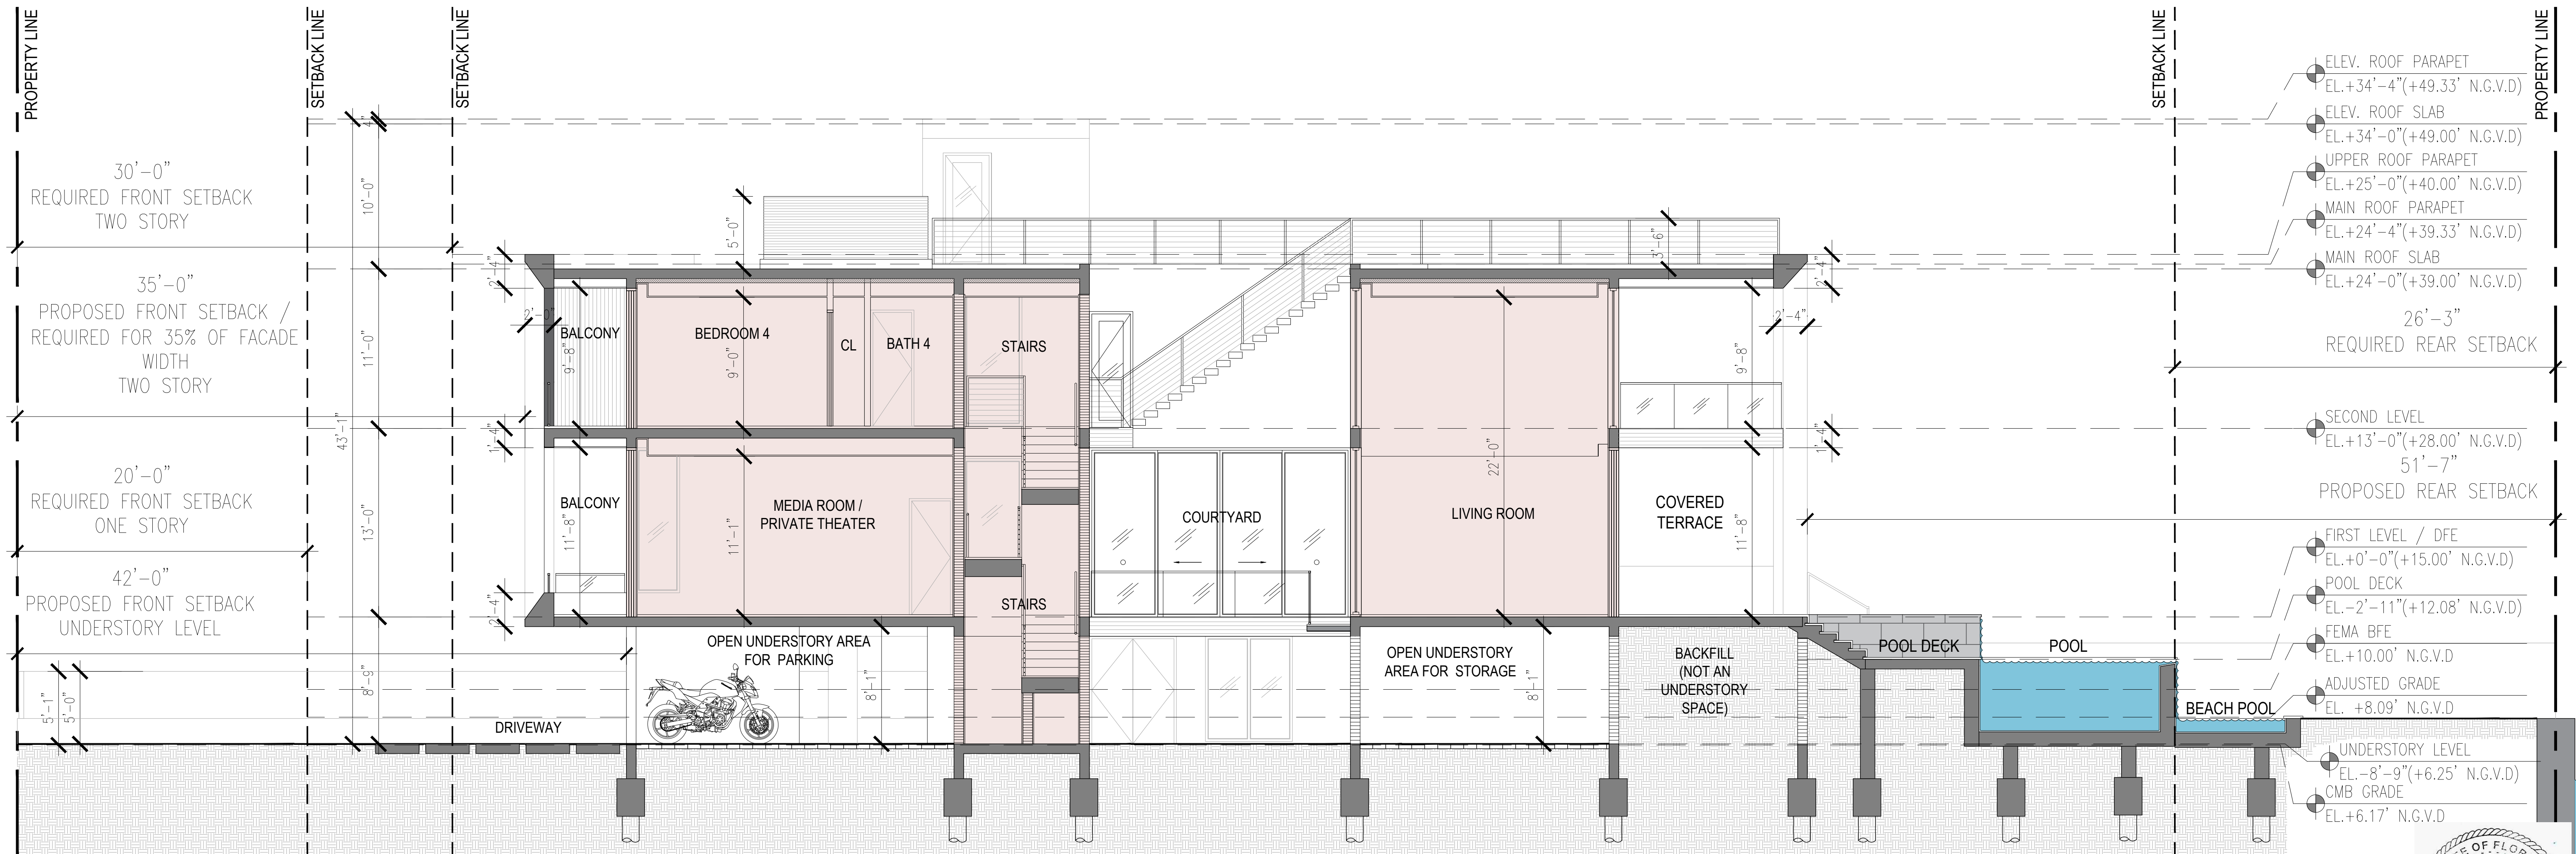 PROPERTY LINE
SETBACK LINE
SETBACK LINE
SETBACK LINE
PROPERTY LINE
30'-0"
REQUIRED FRONT SETBACK
TWO STORY
35'-0"
PROPOSED FRONT SETBACK /
REQUIRED FOR 35% OF FACADE
WIDTH
TWO STORY
20'-0"
REQUIRED FRONT SETBACK
ONE STORY
42'-0"
PROPOSED FRONT SETBACK
UNDERSTORY LEVEL
5'-1"
5'-0"
43'-1"
4"
10'-0"
11'-0"
13'-0"
8'-9"
2'-4"
2'-0"
1'-4"
2'-4"
5'-0"
3'-6"
2'-4"
2'-4"
1'-4"
BALCONY
9'-8"
BEDROOM 4
9'-0"
CL
BATH 4
STAIRS
9'-8"
BALCONY
11'-8"
MEDIA ROOM /
PRIVATE THEATER
11'-1"
STAIRS
COURTYARD
22'-0"
LIVING ROOM
COVERED
TERRACE
11'-8"
DRIVEWAY
OPEN UNDERSTORY AREA
FOR PARKING
8'-1"
OPEN UNDERSTORY
AREA FOR STORAGE
8'-1"
BACKFILL
(NOT AN
UNDERSTORY
SPACE)
POOL DECK
POOL
BEACH POOL
ELEV. ROOF PARAPET
EL.+34'-4"(+49.33' N.G.V.D)
ELEV. ROOF SLAB
EL.+34'-0"(+49.00' N.G.V.D)
UPPER ROOF PARAPET
EL.+25'-0"(+40.00' N.G.V.D)
MAIN ROOF PARAPET
EL.+24'-4"(+39.33' N.G.V.D)
MAIN ROOF SLAB
EL.+24'-0"(+39.00' N.G.V.D)
26'-3"
REQUIRED REAR SETBACK
SECOND LEVEL
EL.+13'-0"(+28.00' N.G.V.D)
51'-7"
PROPOSED REAR SETBACK
FIRST LEVEL / DFE
EL.+0'-0"(+15.00' N.G.V.D)
POOL DECK
EL.-2'-11"(+12.08' N.G.V.D)
FEMA BFE
EL.+10.00' N.G.V.D
ADJUSTED GRADE
EL. +8.09' N.G.V.D
UNDERSTORY LEVEL
EL.-8'-9"(+6.25' N.G.V.D)
CMB GRADE
EL.+6.17' N.G.V.D
OF